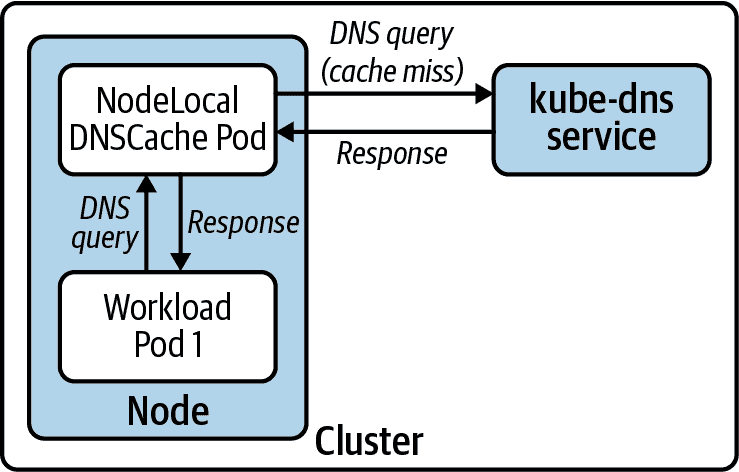 DNS query
(cache miss)
NodeLocal
DNSCache Pod
kube-dns
service
Response
DNS
query
Response
Workload
Pod 1
Node
Cluster